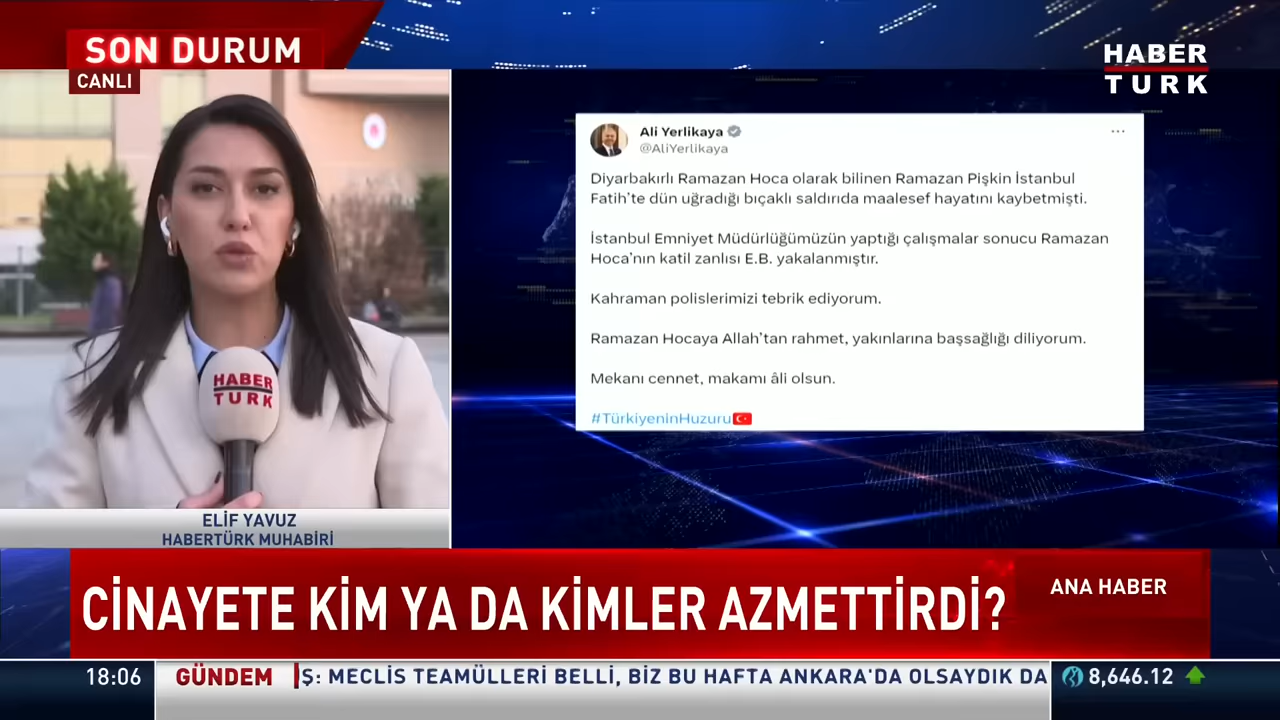 SON DURUM
CANLI
HABER
TURK
Ali Yerlikaya
@AliYerlikaya
Diyarbakırlı Ramazan Hoca olarak bilinen Ramazan Pişkin İstanbul
Fatih'te dün uğradığı bıçaklı saldırıda maalesef hayatını kaybetmişti.
İstanbul Emniyet Müdürlüğümüzün yaptığı çalışmalar sonucu Ramazan
Hoca'nın katil zanlısı E.B. yakalanmıştır.
Kahraman polislerimizi tebrik ediyorum.
Ramazan Hocaya Allah'tan rahmet, yakınlarına başsağlığı diliyorum.
Mekanı cennet, makamı âli olsun.
#TürkiyeninHuzuru
HABER
TURK
ELİF YAVUZ
HABERTÜRK MUHABİRİ
CİNAYETE KİM YA DA KİMLER AZMETTİRDİ?
ANA HABER
18:06
GÜNDEM
Ş: MECLİS TEAMÜLLERİ BELLİ, BİZ BU HAFTA ANKARA'DA OLSAYDIK DA
8,646.12